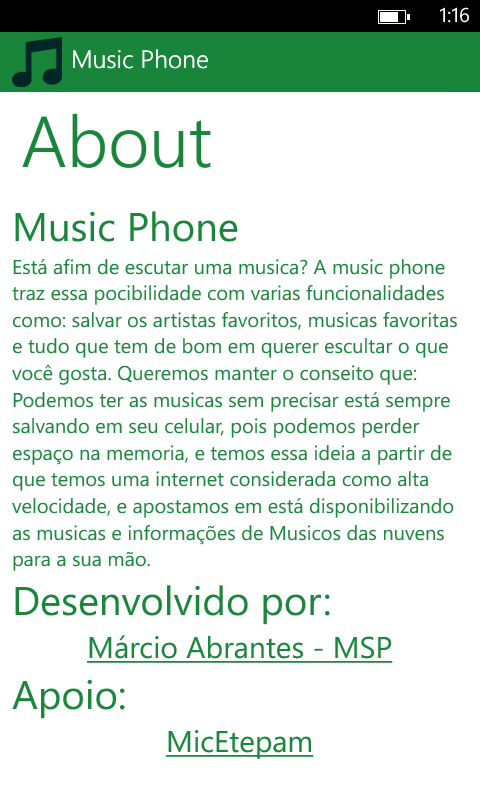 1:16
Music Phone
About
Music Phone
Está afim de escutar uma musica? A music phone
traz essa pocibilidade com varias funcionalidades
como: salvar os artistas favoritos, musicas favoritas
e tudo que tem de bom em querer escultar o que
você gosta. Queremos manter o conseito que:
Podemos ter as musicas sem precisar está sempre
salvando em seu celular, pois podemos perder
espaço na memoria, e temos essa ideia a partir de
que temos uma internet considerada como alta
velocidade, e apostamos em está disponibilizando
as musicas e informações de Musicos das nuvens
para a sua mão.
Desenvolvido por:
Márcio Abrantes - MSP
Apoio:
MicEtepam